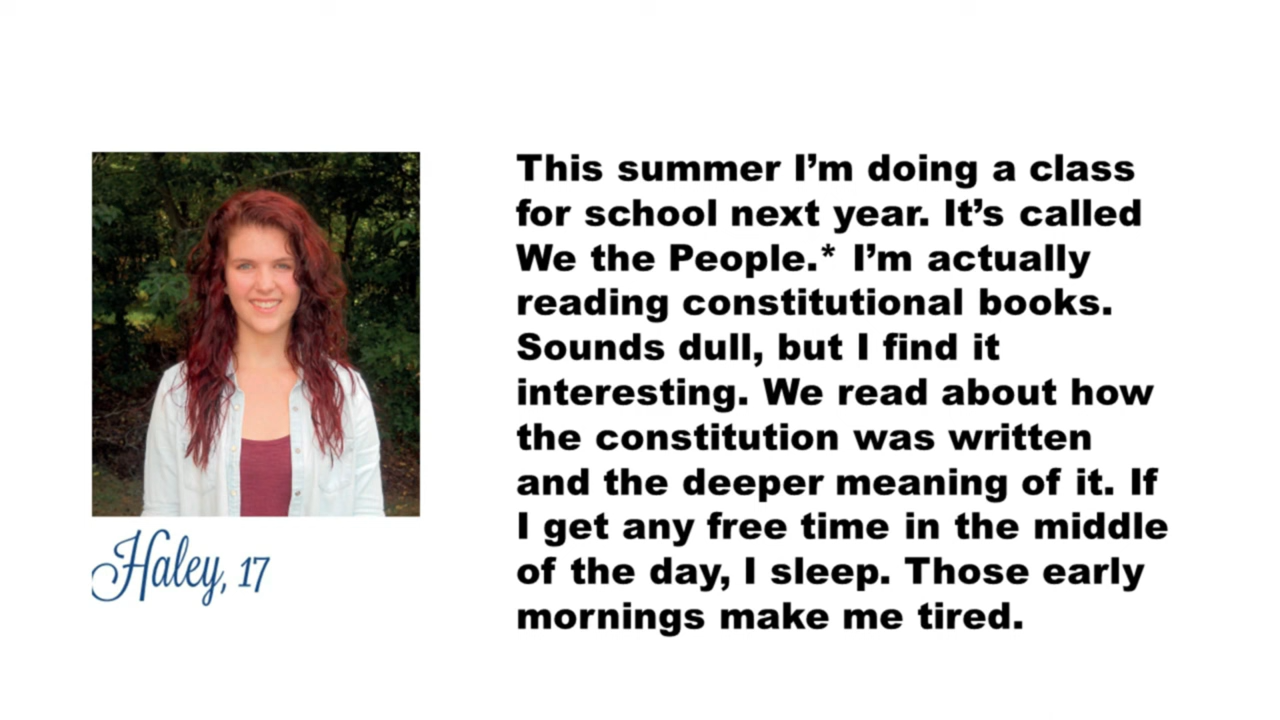 This summer I’m doing a class
for school next year. It’s called
We the People.* I’m actually
reading constitutional books.
Sounds dull, but I find it
interesting. We read about how
the constitution was written
and the deeper meaning of it. If
I get any free time in the middle
of the day, I sleep. Those early
mornings make me tired.
Haley, 17